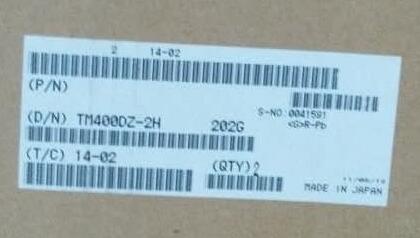 2 14-02
(P/N)
S-NO.0041591
<G>R-Pb
(D/N) TM400DZ-2H 202G
(T/C) 14-02
(QTY) 2
MADE IN JAPAN